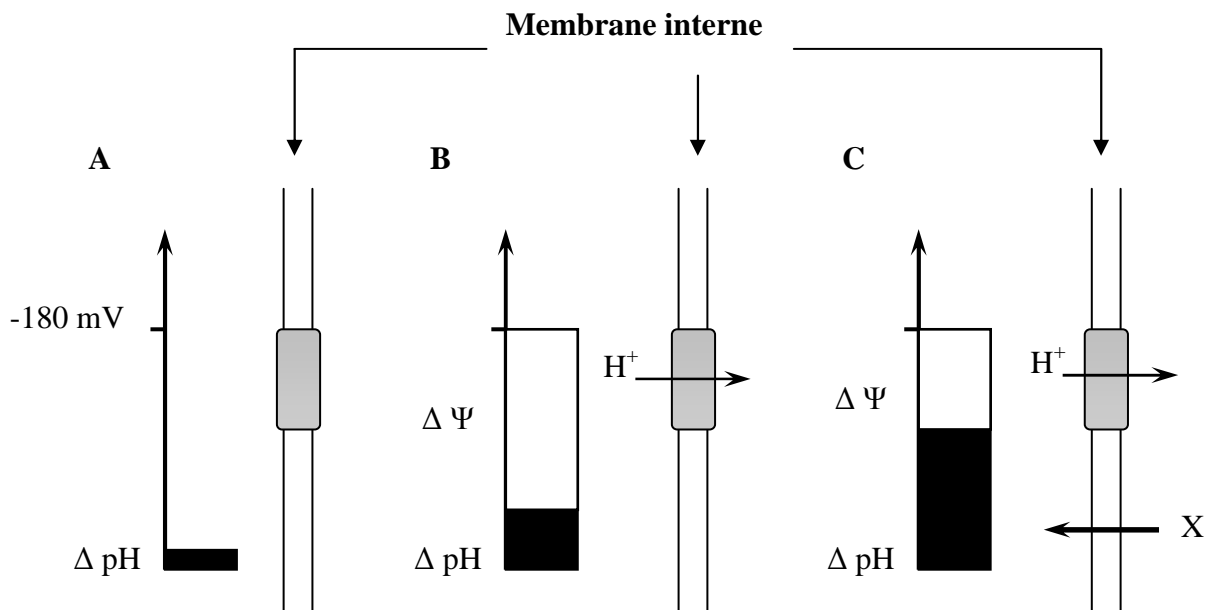 Membrane interne
A
B
C
-180 mV
H⁺
H⁺
Δ Ψ
Δ Ψ
X
Δ pH
Δ pH
Δ pH